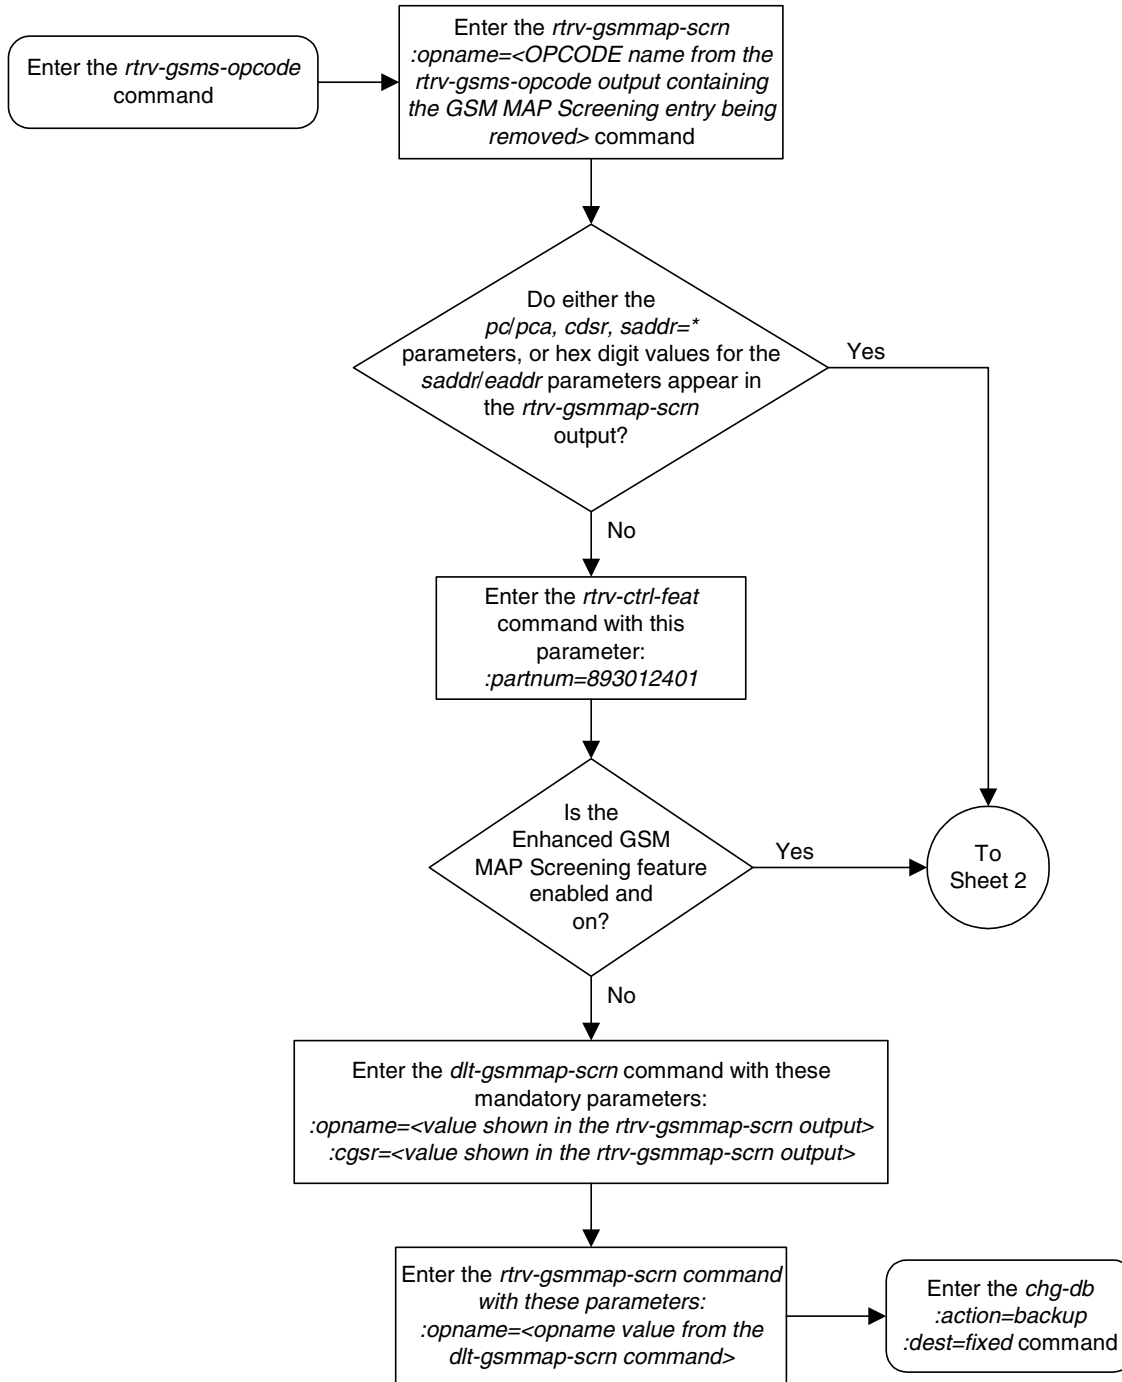 Enter the rtrv-gsms-opcode
command
Enter the rtrv-gsmmap-scrn
:opname=<OPCODE name from the
rtrv-gsms-opcode output containing
the GSM MAP Screening entry being
removed> command
Do either the
pc/pca, cdsr, saddr=*
parameters, or hex digit values for the
saddr/eaddr parameters appear in
the rtrv-gsmmap-scrn
output?
Yes
No
Enter the rtrv-ctrl-feat
command with this
parameter:
:partnum=893012401
Is the
Enhanced GSM
MAP Screening feature
enabled and
on?
Yes
To
Sheet 2
No
Enter the dlt-gsmmap-scrn command with these
mandatory parameters:
:opname=<value shown in the rtrv-gsmmap-scrn output>
:cgsr=<value shown in the rtrv-gsmmap-scrn output>
Enter the rtrv-gsmmap-scrn command
with these parameters:
:opname=<opname value from the
dlt-gsmmap-scrn command>
Enter the chg-db
:action=backup
:dest=fixed command